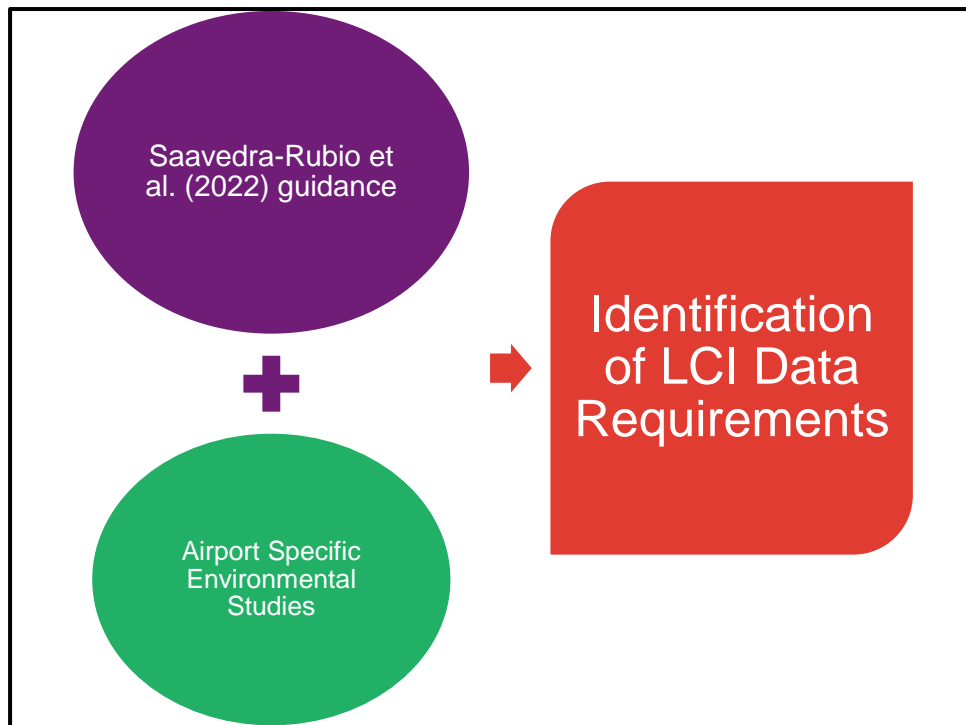 Saavedra-Rubio et
al. (2022) guidance
Airport Specific
Environmental
Studies
Identification
of LCI Data
Requirements